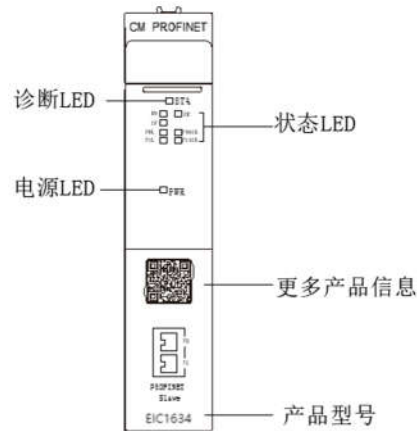 CM PROFINET
诊断LED
STA
状态LED
电源LED
PWR
更多产品信息
PROFINET
Slave
EIC1634
产品型号